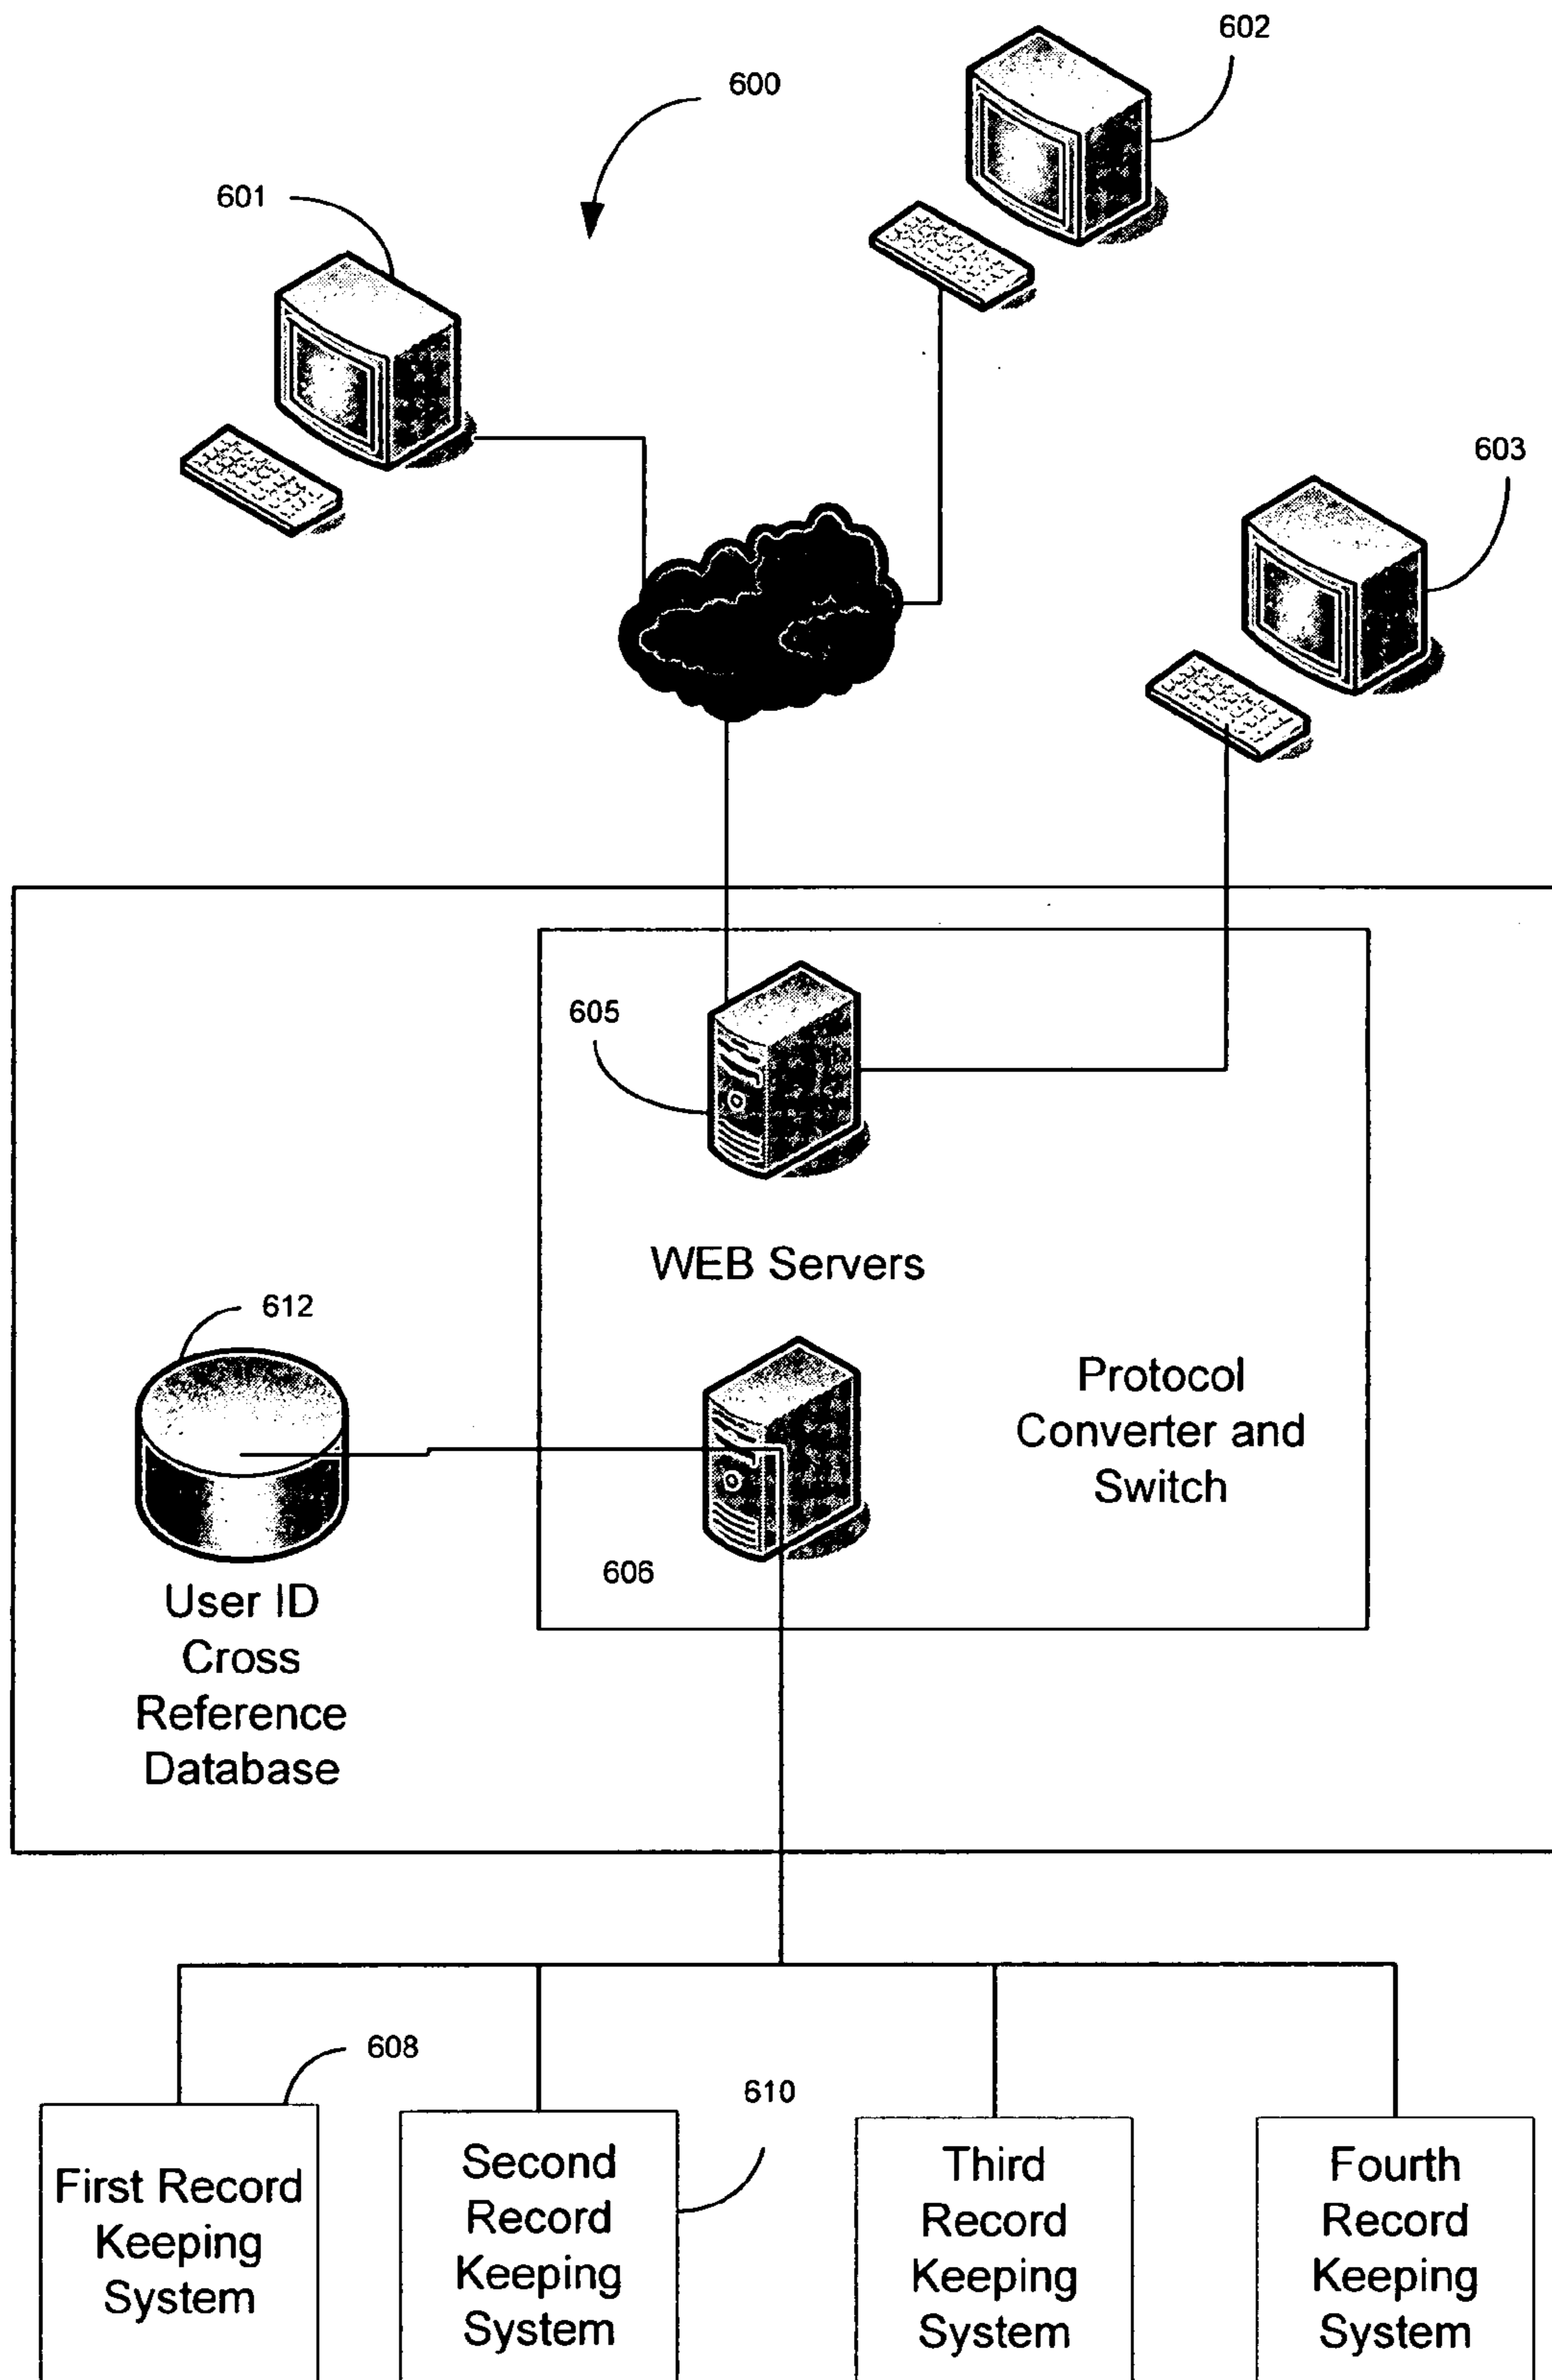 602
600
601
603
605
WEB Servers
612
Protocol
Converter and
Switch
606
User ID
Cross
Reference
Database
608
610
First Record
Keeping
System
Second
Record
Keeping
System
Third
Record
Keeping
System
Fourth
Record
Keeping
System